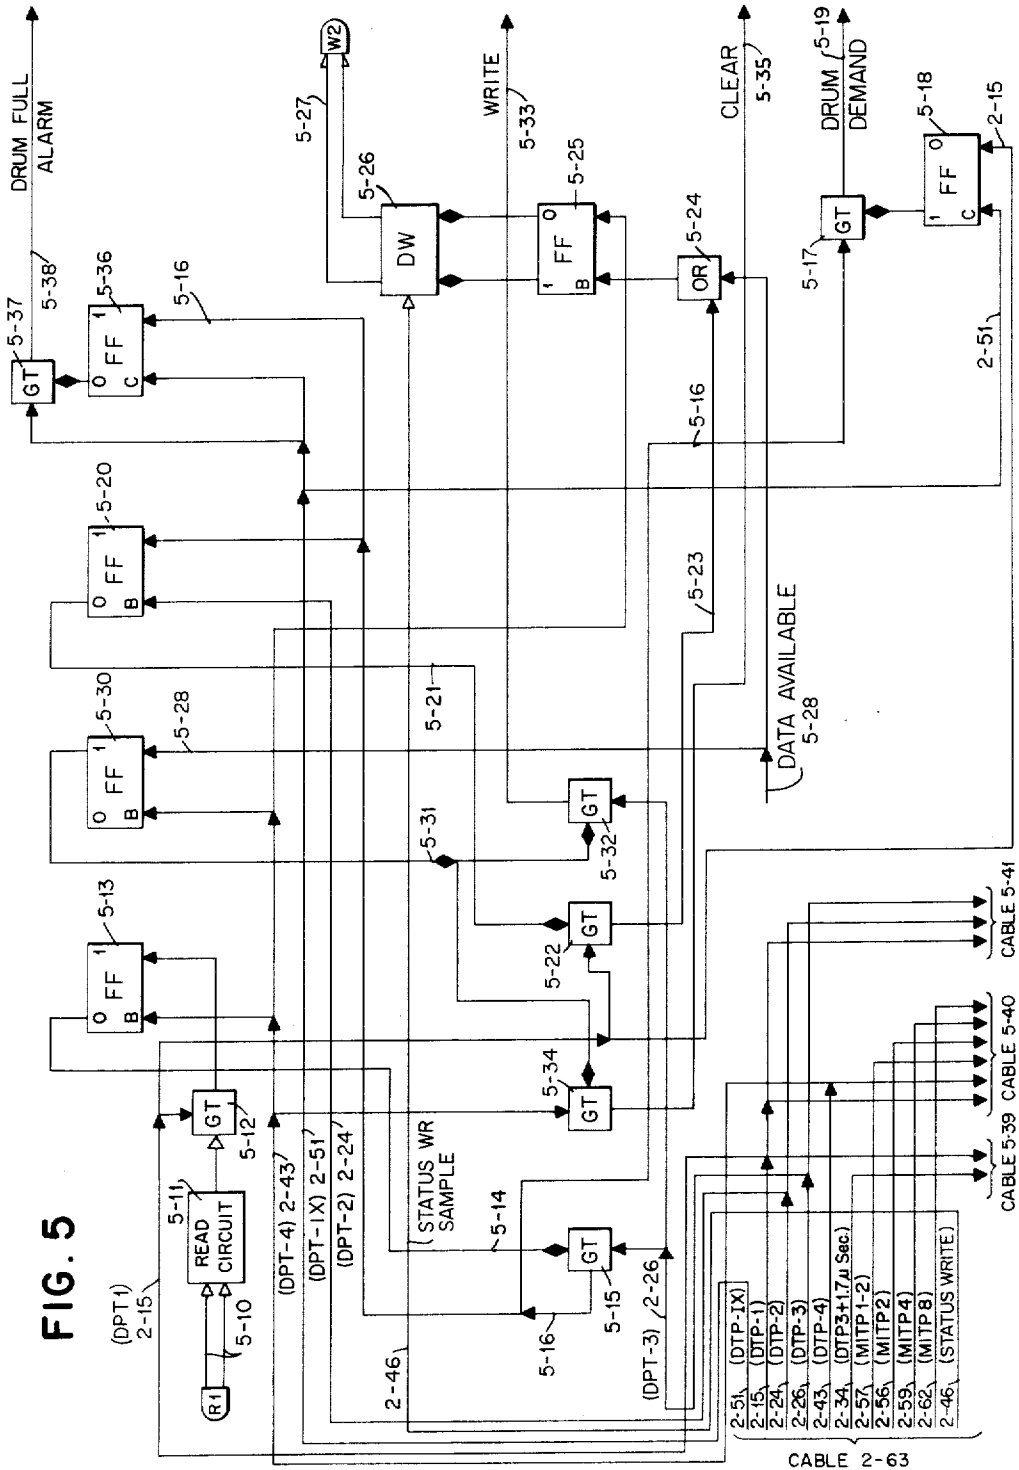 FIG. 5
DRUM FULL
ALARM
5-38
5-37
GT
5-36
0 FF 1
C
5-16
5-20
0 FF 1
B
5-30
0 FF 1
B
5-28
5-13
0 FF 1
B
(DPT1)
2-15
R1
5-10
5-11
READ
CIRCUIT
GT
5-12
(DPT-4) 2-43
(DPT-1X) 2-51
(DPT-2) 2-24
2-46
STATUS WR
SAMPLE
5-14
5-16
GT
5-15
(DPT-3) 2-26
5-34
GT
5-22
GT
5-31
5-32
GT
5-21
5-23
W2
5-27
5-26
DW
WRITE
5-33
5-25
1 FF 0
B
5-24
OR
CLEAR
5-35
5-16
DATA AVAILABLE
5-28
DRUM 5-19
DEMAND
5-17
GT
5-18
1 FF 0
C
2-15
2-51
2-51 (DTP-1X)
2-15 (DTP-1)
2-24 (DTP-2)
2-26 (DTP-3)
2-43 (DTP-4)
2-34 (DTP3+1.7μ Sec.)
2-57 (MITP1-2)
2-56 (MITP2)
2-59 (MITP4)
2-62 (MITP8)
2-46 (STATUS WRITE)
CABLE 2-63
CABLE 5-39
CABLE 5-40
CABLE 5-41